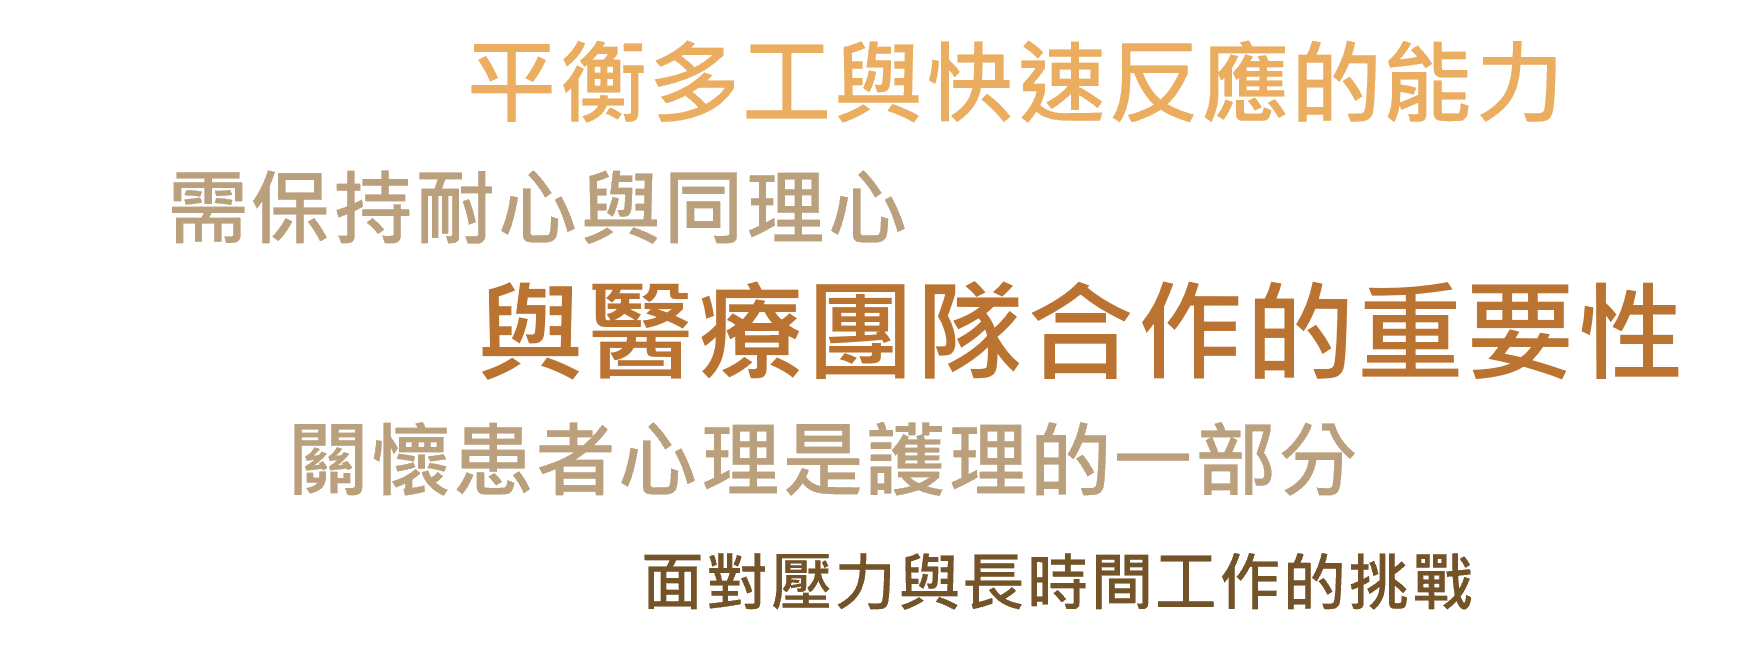 平衡多工與快速反應的能力
需保持耐心與同理心
與醫療團隊合作的重要性
關懷患者心理是護理的一部分
面對壓力與長時間工作的挑戰